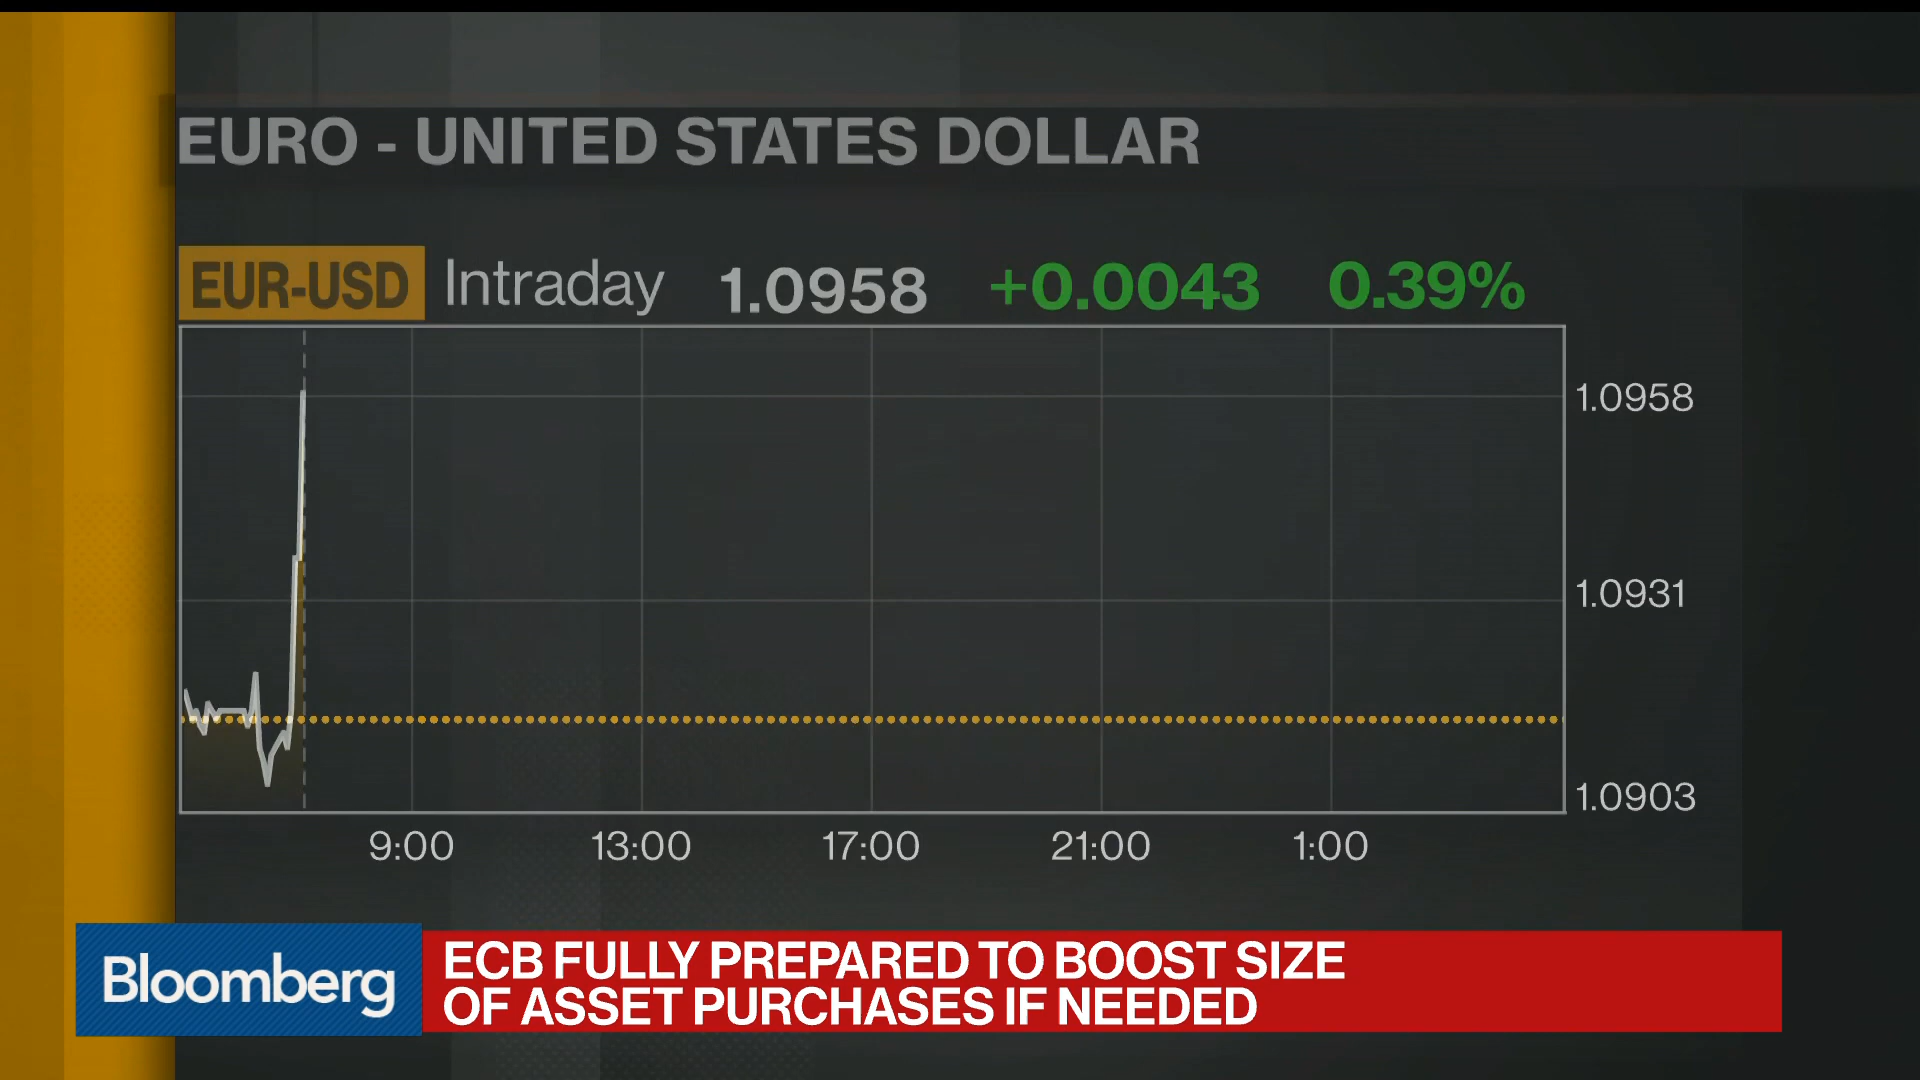 EURO - UNITED STATES DOLLAR
EUR-USD Intraday 1.0958 +0.0043 0.39%
1.0958
1.0931
1.0903
9:00 13:00 17:00 21:00 1:00
Bloomberg
ECB FULLY PREPARED TO BOOST SIZE
OF ASSET PURCHASES IF NEEDED